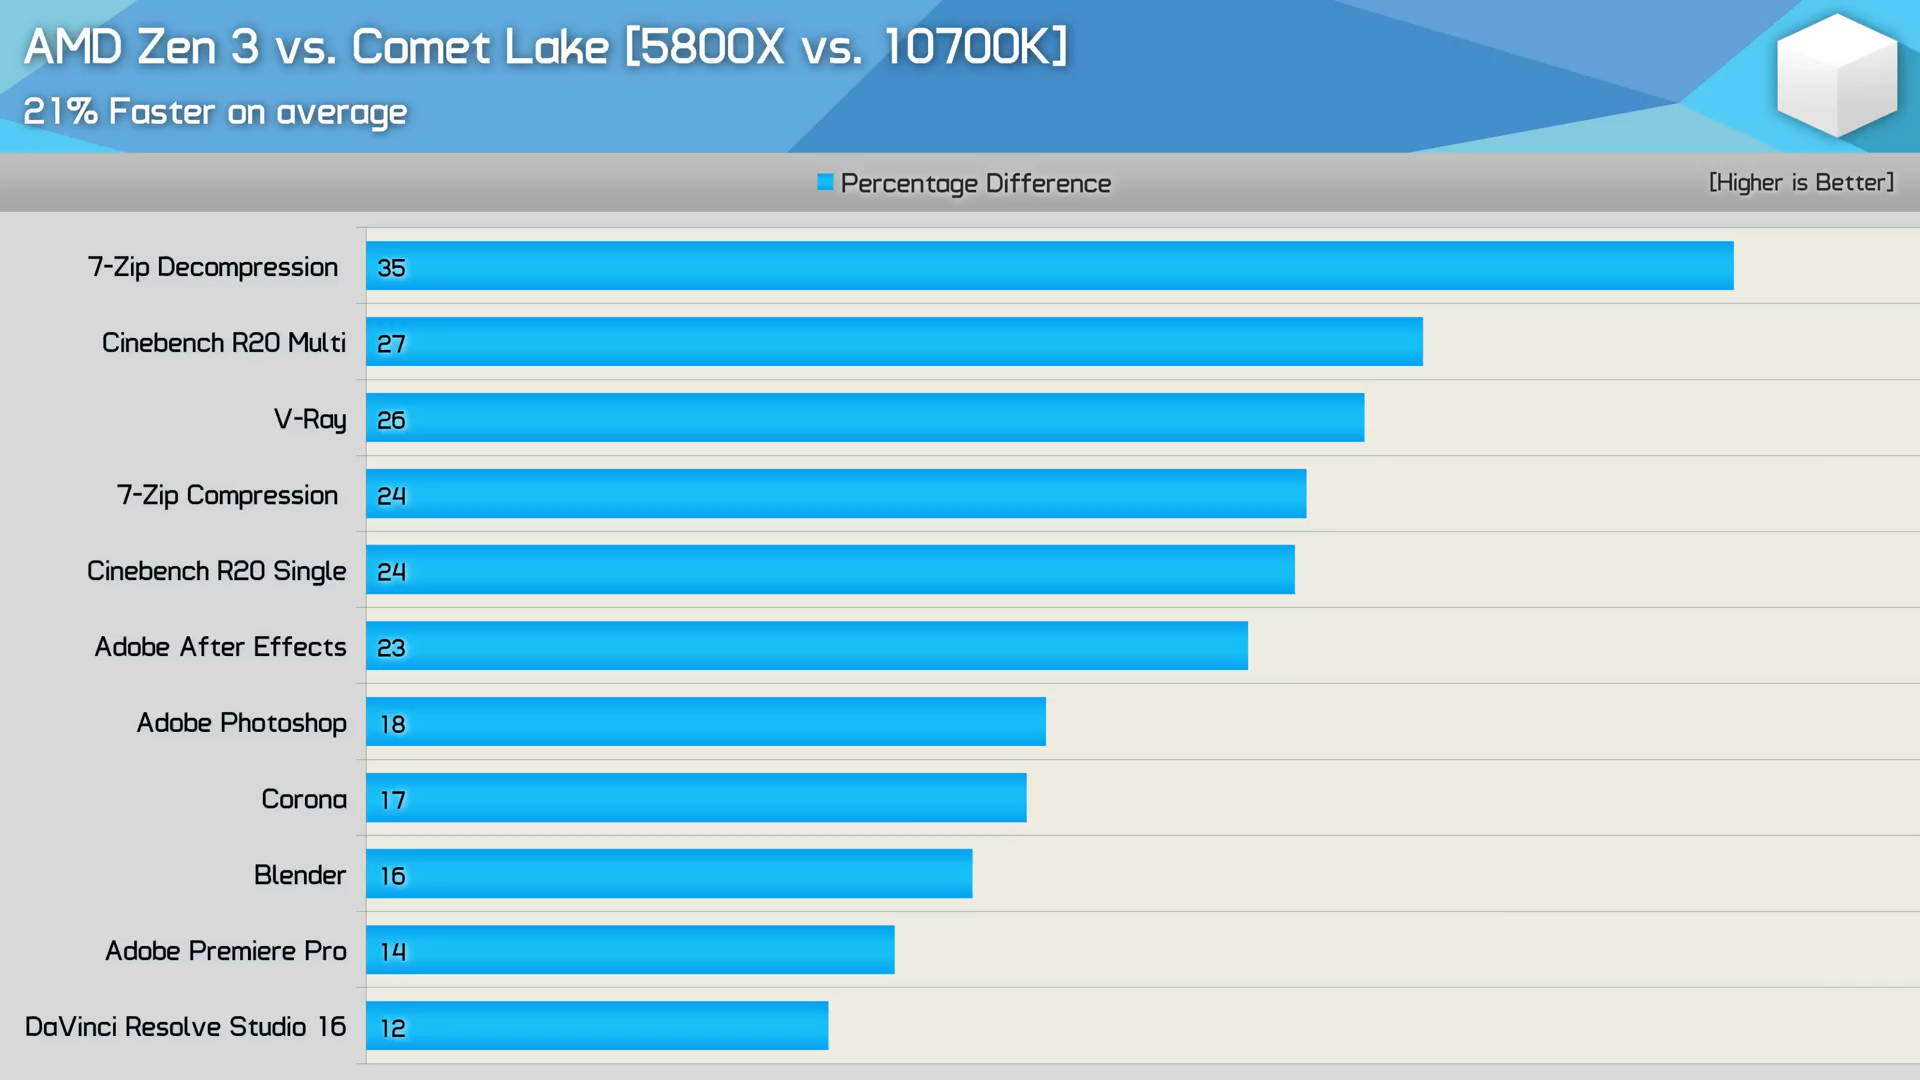 AMD Zen 3 vs. Comet Lake [5800X vs. 10700K]
21% Faster on average
Percentage Difference
[Higher is Better]
7-Zip Decompression 35
Cinebench R20 Multi 27
V-Ray 26
7-Zip Compression 24
Cinebench R20 Single 24
Adobe After Effects 23
Adobe Photoshop 18
Corona 17
Blender 16
Adobe Premiere Pro 14
DaVinci Resolve Studio 16 12